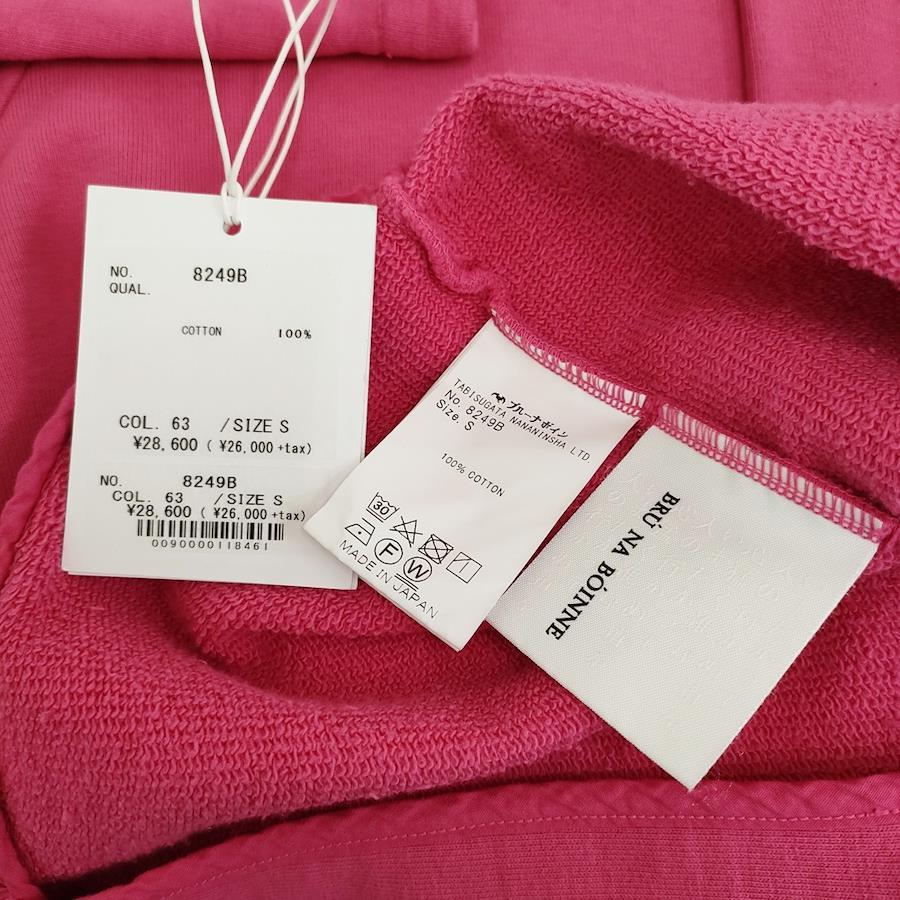 NO. 8249B
QUAL.
COTTON 100%
COL. 63 /SIZE S
¥28,600 ( ¥26,000 +tax)
NO. 8249B
COL. 63 /SIZE S
¥28,600 ( ¥26,000 +tax)
0090000118461
ブルーナボイン
TABISUGATA NANANINSHA LTD.
No. 8249B
Size. S
100% COTTON
30
F W
MADE IN JAPAN
BRÚ NA BÓINNE